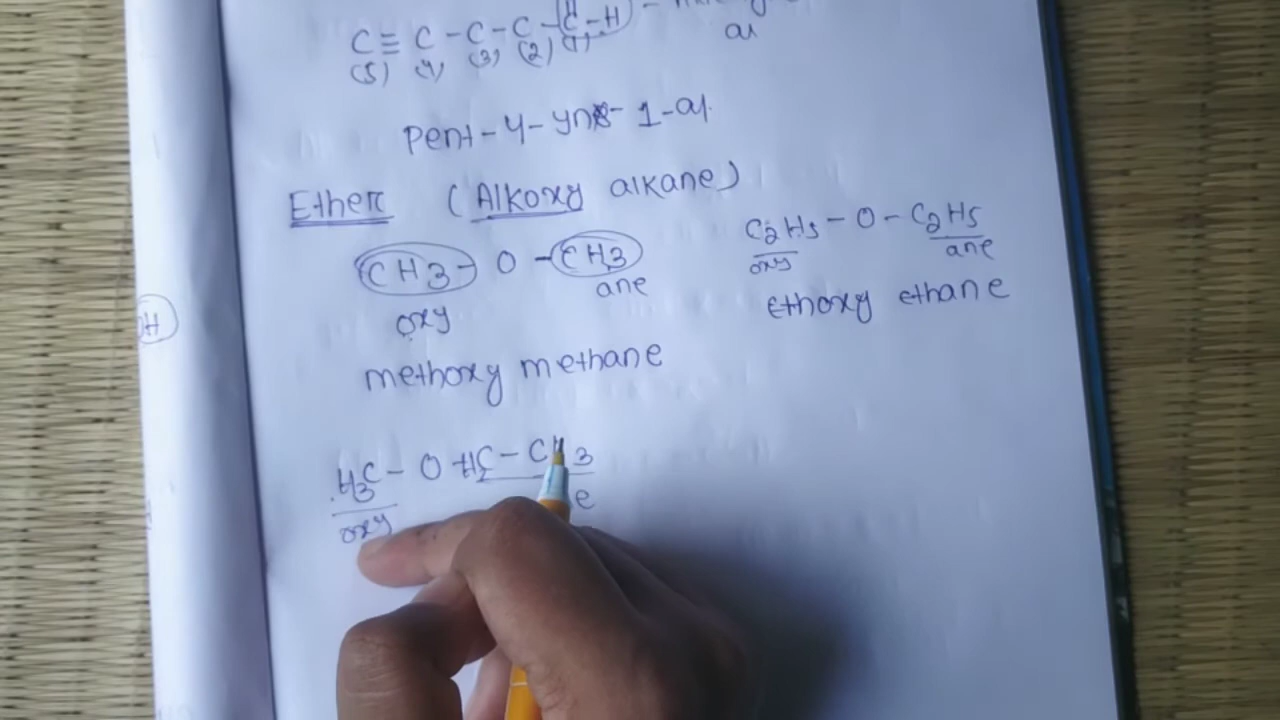 C ≡ C - C - C - C - H -
(5) (4) (3) (2) (1)
al
Pent-4-yne-1-al.
Ether (Alkoxy alkane)
CH3 - O - CH3
oxy ane
methoxy methane
C2H5 - O - C2H5
oxy ane
Ethoxy ethane
H3C - O - H2C - CH3
oxy e
OH